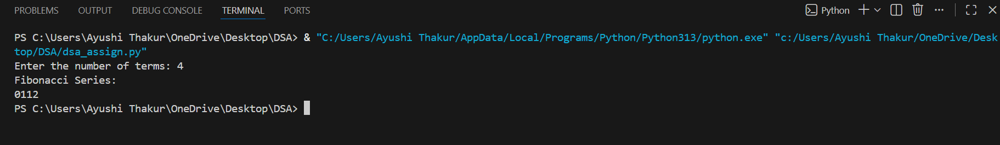 PROBLEMS OUTPUT DEBUG CONSOLE TERMINAL PORTS Python
PS C:\Users\Ayushi Thakur\OneDrive\Desktop\DSA> & "C:/Users/Ayushi Thakur/AppData/Local/Programs/Python/Python313/python.exe" "c:/Users/Ayushi Thakur/OneDrive/Desk
top/DSA/dsa_assign.py"
Enter the number of terms: 4
Fibonacci Series:
0112
PS C:\Users\Ayushi Thakur\OneDrive\Desktop\DSA>